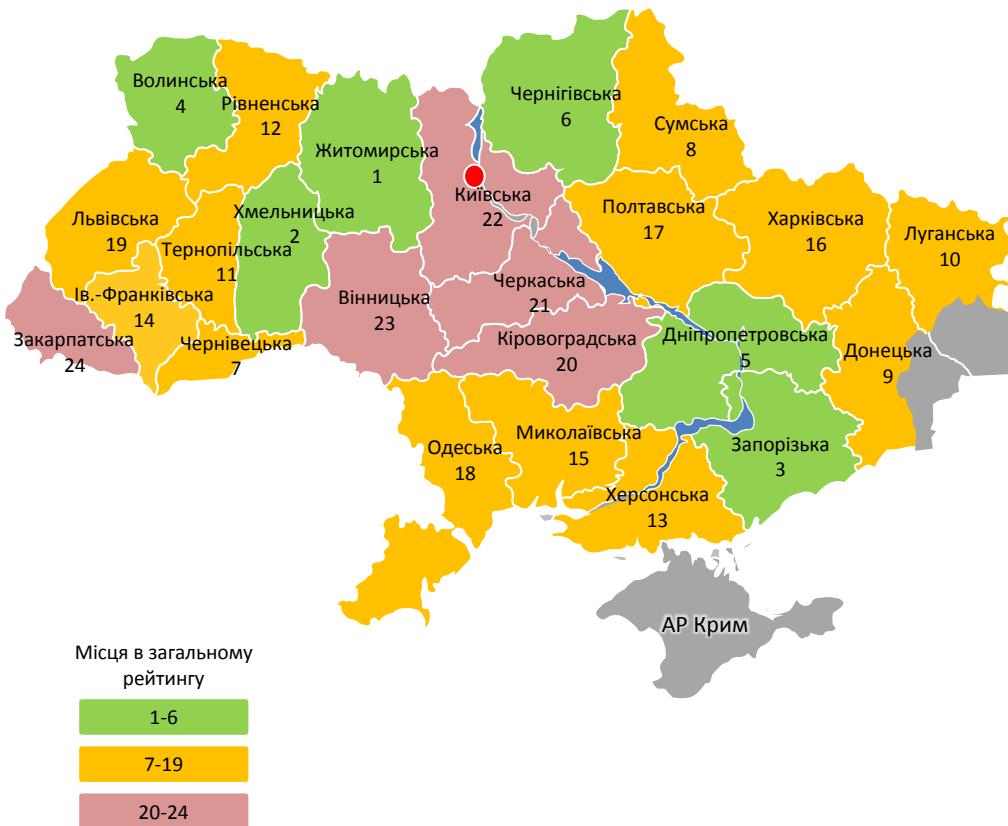 Волинська
4
Рівненська
12
Житомирська
1
Чернігівська
6
Сумська
8
Київська
22
Львівська
19
Хмельницька
2
Тернопільська
11
Полтавська
17
Харківська
16
Луганська
10
Ів.-Франківська
14
Вінницька
23
Черкаська
21
Закарпатська
24
Чернівецька
7
Кіровоградська
20
Дніпропетровська
5
Донецька
9
Одеська
18
Миколаївська
15
Запорізька
3
Херсонська
13
АР Крим
Місця в загальному
рейтингу
1-6
7-19
20-24